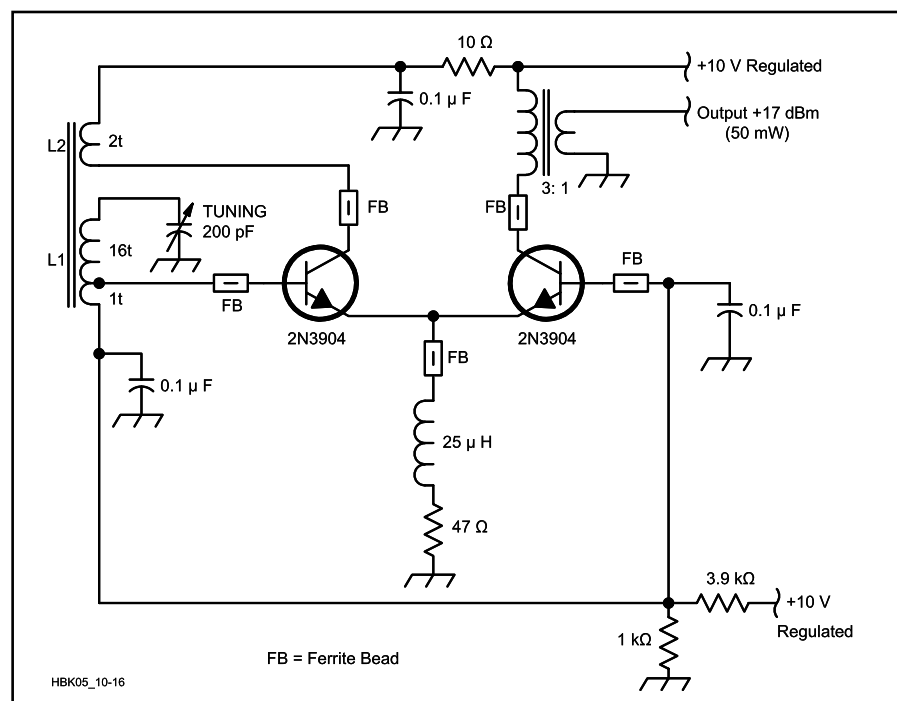 10 Ω
+10 V Regulated
0.1 µ F
Output +17 dBm
(50 mW)
L2
2t
3: 1
FB
FB
TUNING
200 pF
L1
16t
1t
FB
FB
2N3904
2N3904
0.1 µ F
FB
0.1 µ F
25 µ H
47 Ω
3.9 kΩ
+10 V
Regulated
1 kΩ
FB = Ferrite Bead
HBK05_10-16